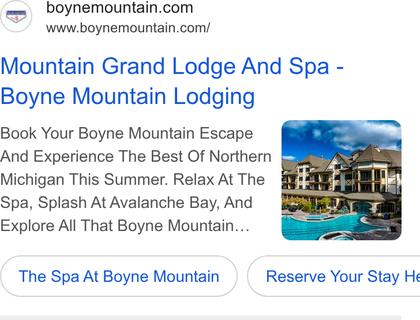 boynemountain.com
www.boynemountain.com/
Mountain Grand Lodge And Spa -
Boyne Mountain Lodging
Book Your Boyne Mountain Escape
And Experience The Best Of Northern
Michigan This Summer. Relax At The
Spa, Splash At Avalanche Bay, And
Explore All That Boyne Mountain…
The Spa At Boyne Mountain
Reserve Your Stay He